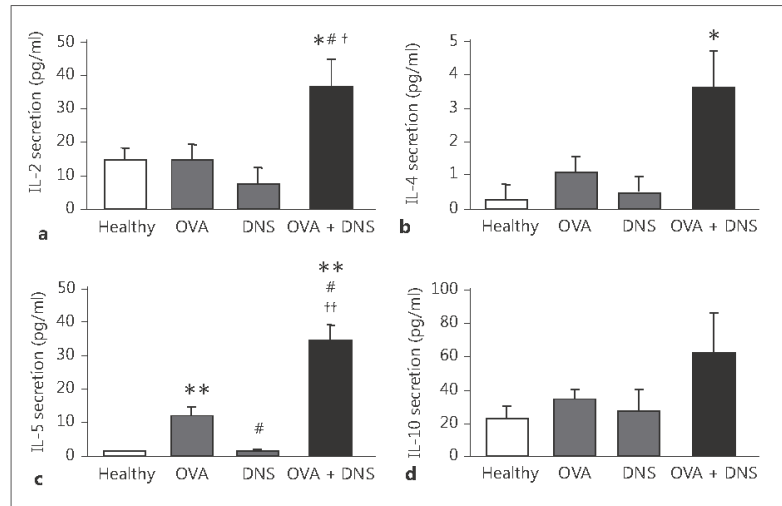 50
40
30
20
10
0
IL-2 secretion (pg/ml)
*# †
Healthy OVA DNS OVA + DNS
a
5
4
3
2
1
0
IL-4 secretion (pg/ml)
*
Healthy OVA DNS OVA + DNS
b
50
40
30
20
10
0
IL-5 secretion (pg/ml)
**
#
**
#
††
Healthy OVA DNS OVA + DNS
c
100
80
60
40
20
0
IL-10 secretion (pg/ml)
Healthy OVA DNS OVA + DNS
d